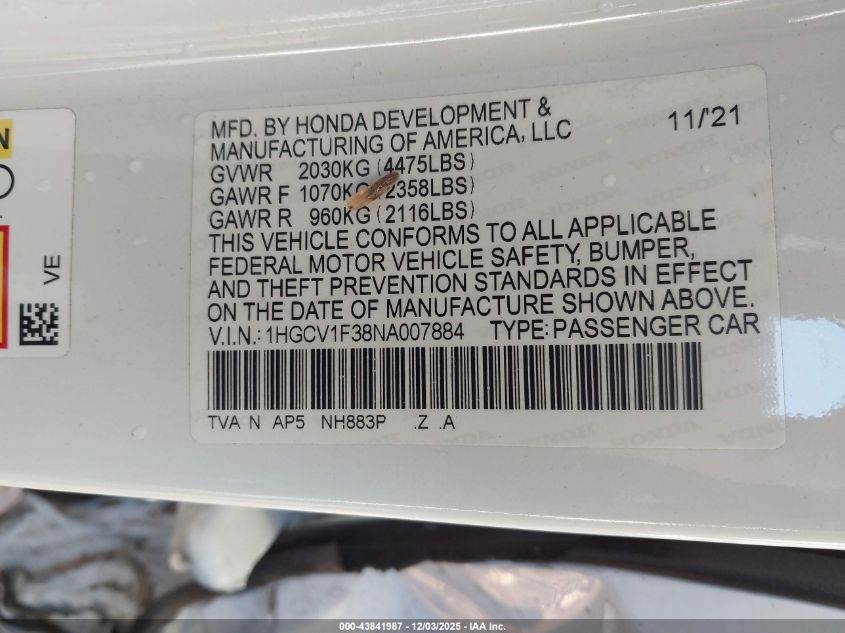 MFD. BY HONDA DEVELOPMENT &
MANUFACTURING OF AMERICA, LLC 11/'21
GVWR 2030KG (4475LBS)
GAWR F 1070KG (2358LBS)
GAWR R 960KG (2116LBS)
THIS VEHICLE CONFORMS TO ALL APPLICABLE
FEDERAL MOTOR VEHICLE SAFETY, BUMPER,
AND THEFT PREVENTION STANDARDS IN EFFECT
ON THE DATE OF MANUFACTURE SHOWN ABOVE.
V.I.N.: 1HGCV1F38NA007884 TYPE: PASSENGER CAR
TVA N AP5 NH883P .Z .A
VE
000-43841987 - 12/03/2025 - IAA Inc.